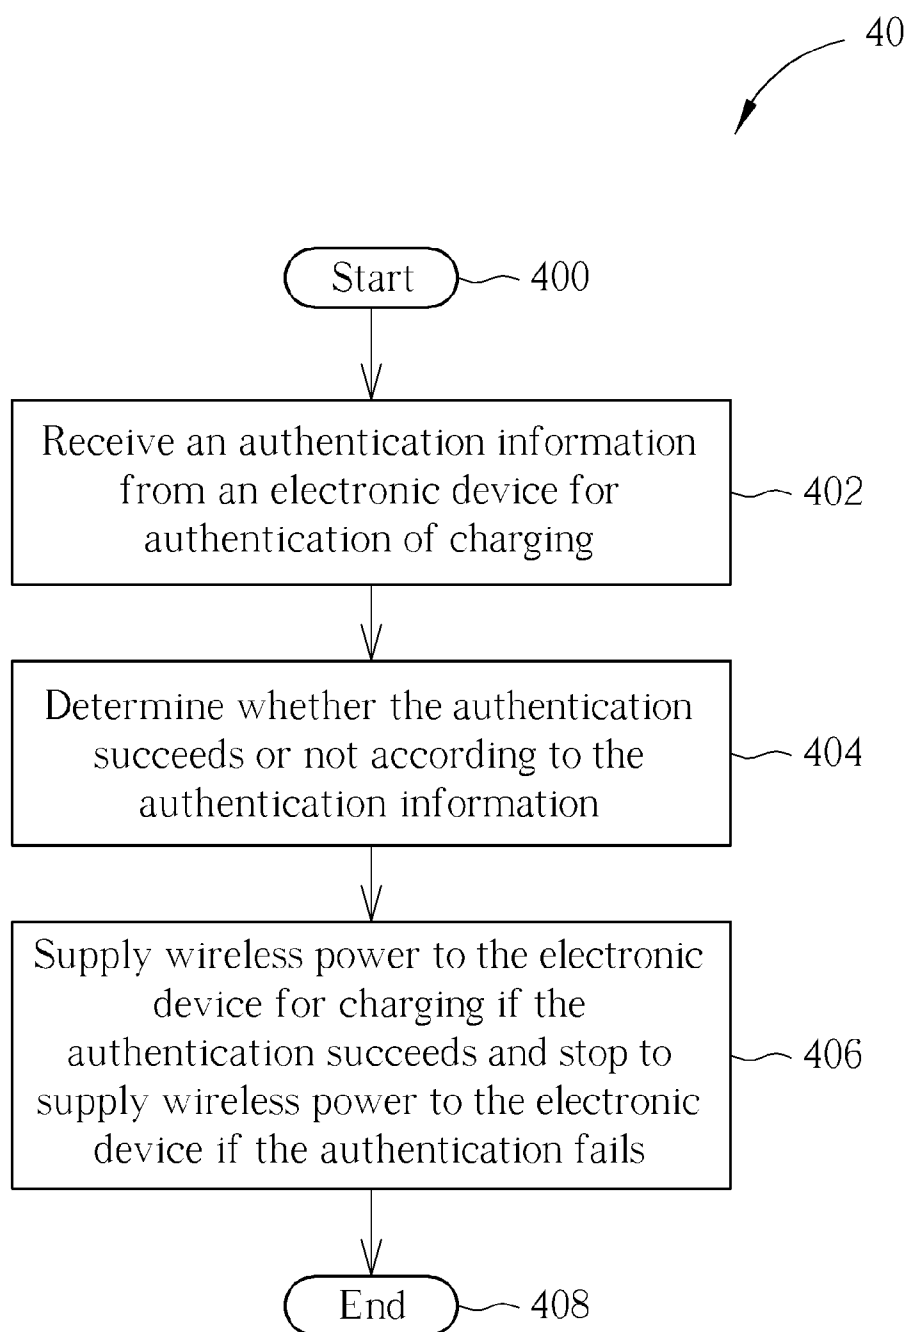 40
Start
400
Receive an authentication information
from an electronic device for
authentication of charging
402
Determine whether the authentication
succeeds or not according to the
authentication information
404
Supply wireless power to the electronic
device for charging if the
authentication succeeds and stop to
supply wireless power to the electronic
device if the authentication fails
406
End
408